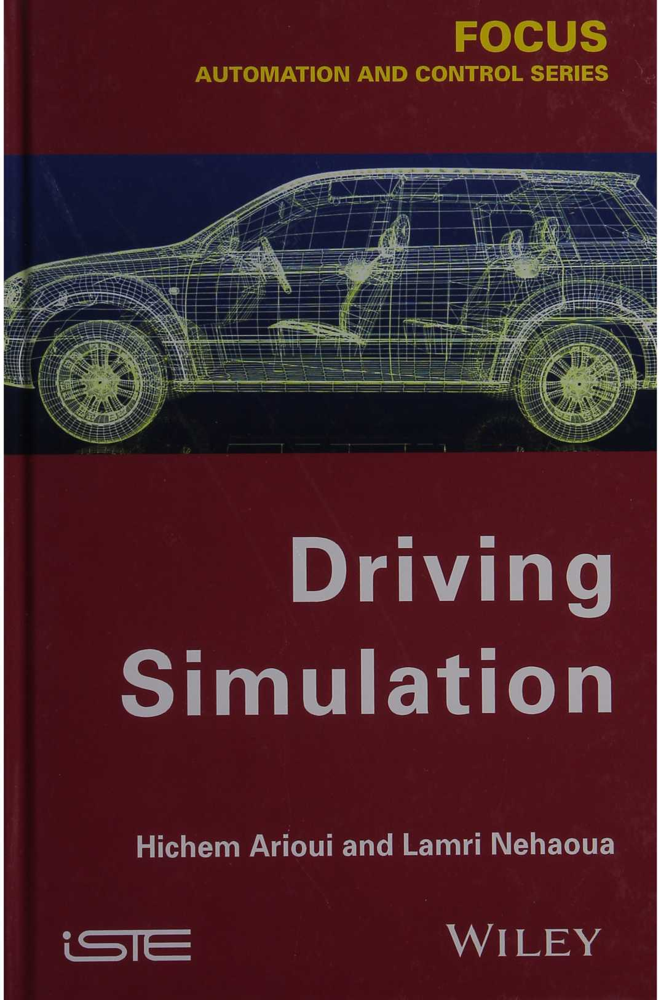 FOCUS
AUTOMATION AND CONTROL SERIES
Driving
Simulation
Hichem Arioui and Lamri Nehaoua
iSTE
WILEY